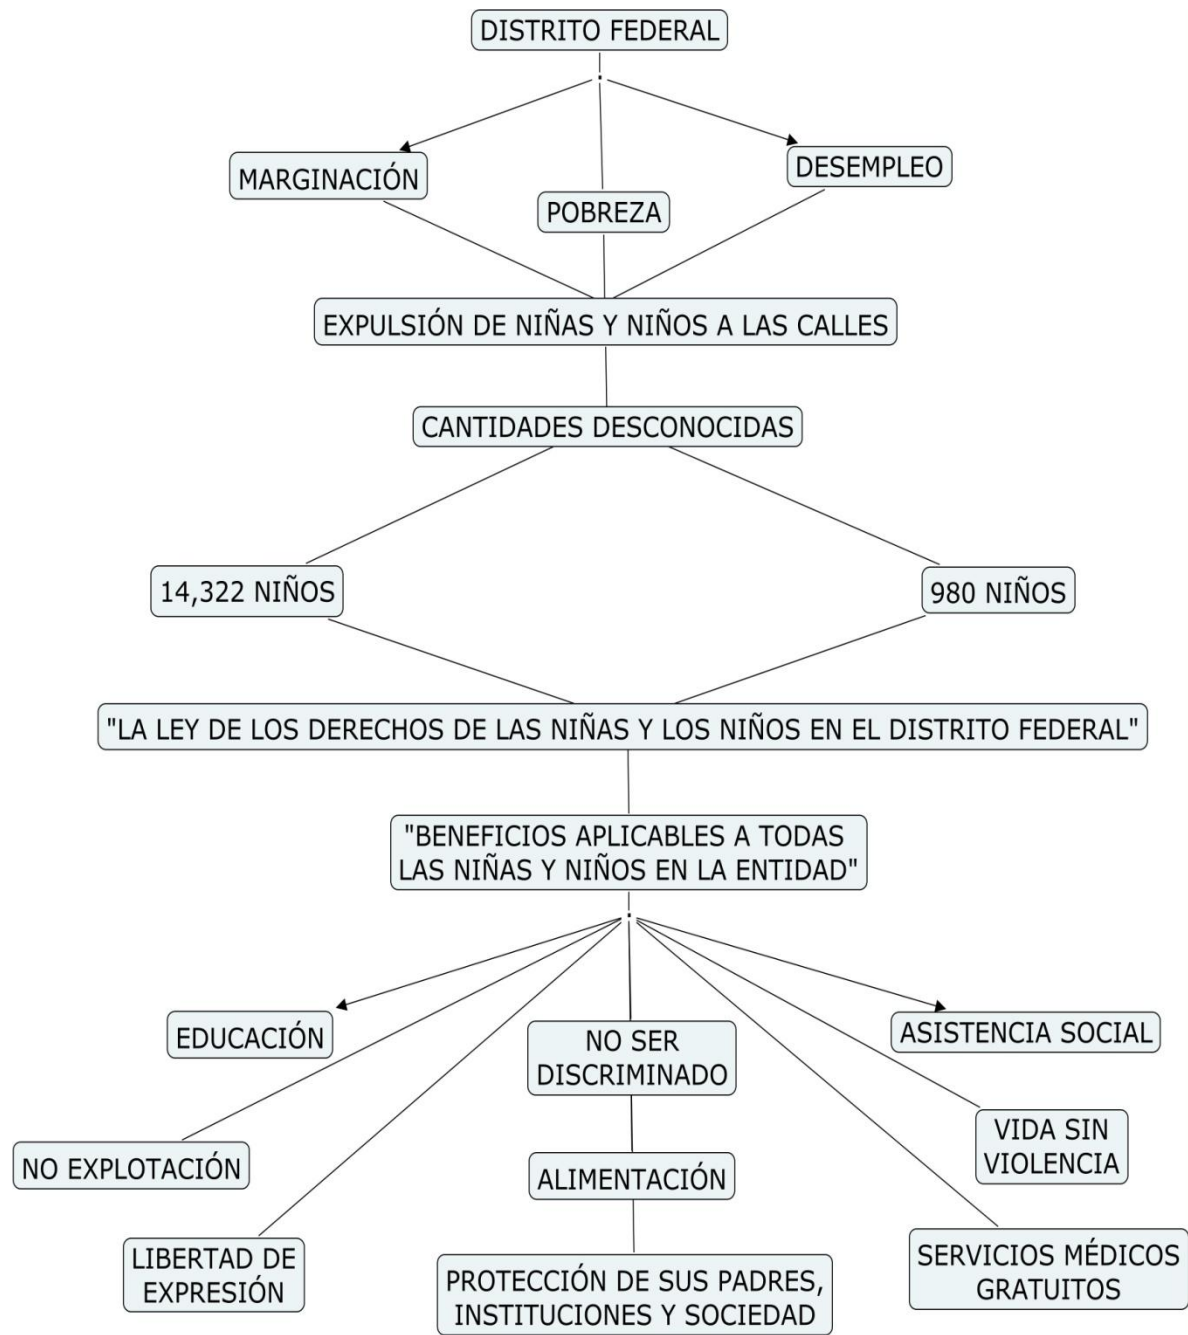 DISTRITO FEDERAL
MARGINACIÓN
POBREZA
DESEMPLEO
EXPULSIÓN DE NIÑAS Y NIÑOS A LAS CALLES
CANTIDADES DESCONOCIDAS
14,322 NIÑOS
980 NIÑOS
"LA LEY DE LOS DERECHOS DE LAS NIÑAS Y LOS NIÑOS EN EL DISTRITO FEDERAL"
"BENEFICIOS APLICABLES A TODAS
LAS NIÑAS Y NIÑOS EN LA ENTIDAD"
EDUCACIÓN
NO SER
DISCRIMINADO
ASISTENCIA SOCIAL
NO EXPLOTACIÓN
ALIMENTACIÓN
VIDA SIN
VIOLENCIA
LIBERTAD DE
EXPRESIÓN
PROTECCIÓN DE SUS PADRES,
INSTITUCIONES Y SOCIEDAD
SERVICIOS MÉDICOS
GRATUITOS